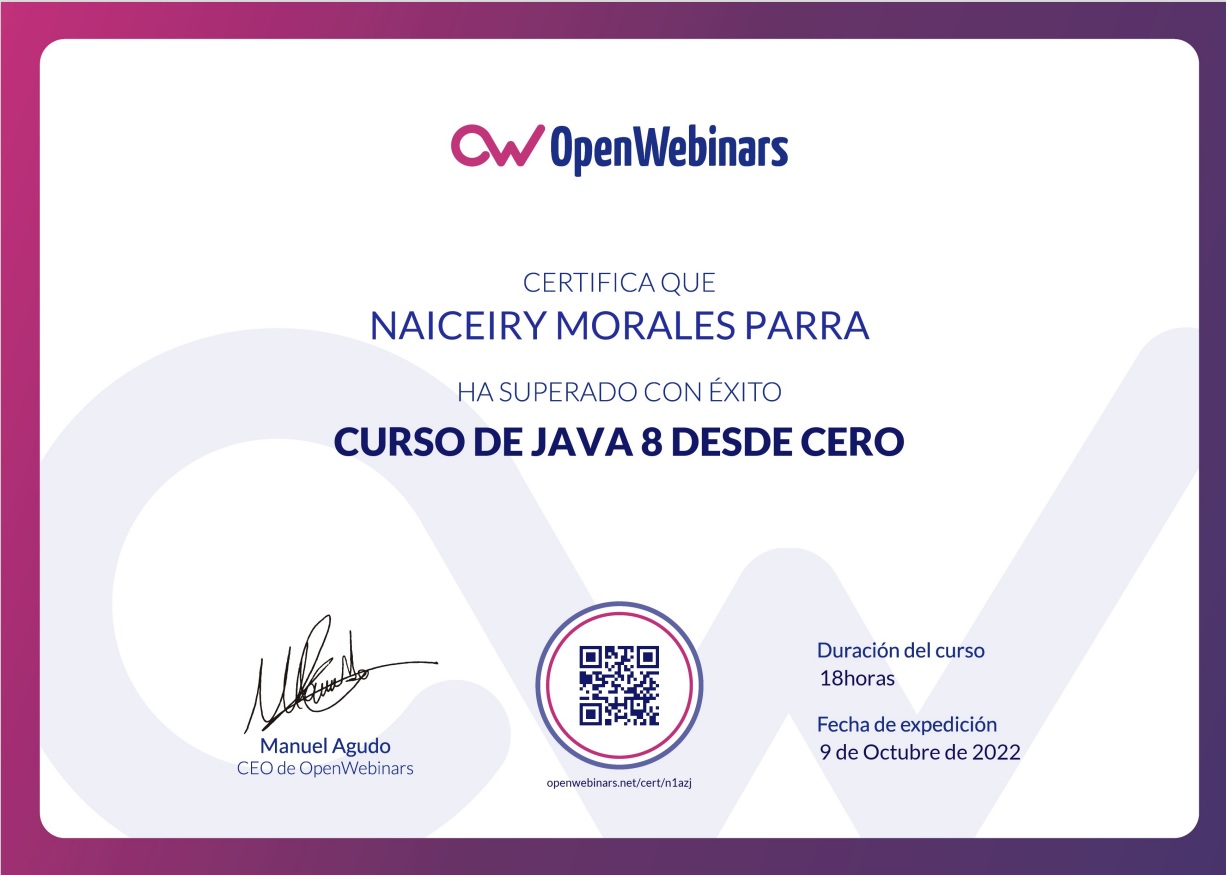 OpenWebinars
CERTIFICA QUE
NAICEIRY MORALES PARRA
HA SUPERADO CON ÉXITO
CURSO DE JAVA 8 DESDE CERO
Manuel Agudo
CEO de OpenWebinars
openwebinars.net/cert/n1azj
Duración del curso
18horas
Fecha de expedición
9 de Octubre de 2022